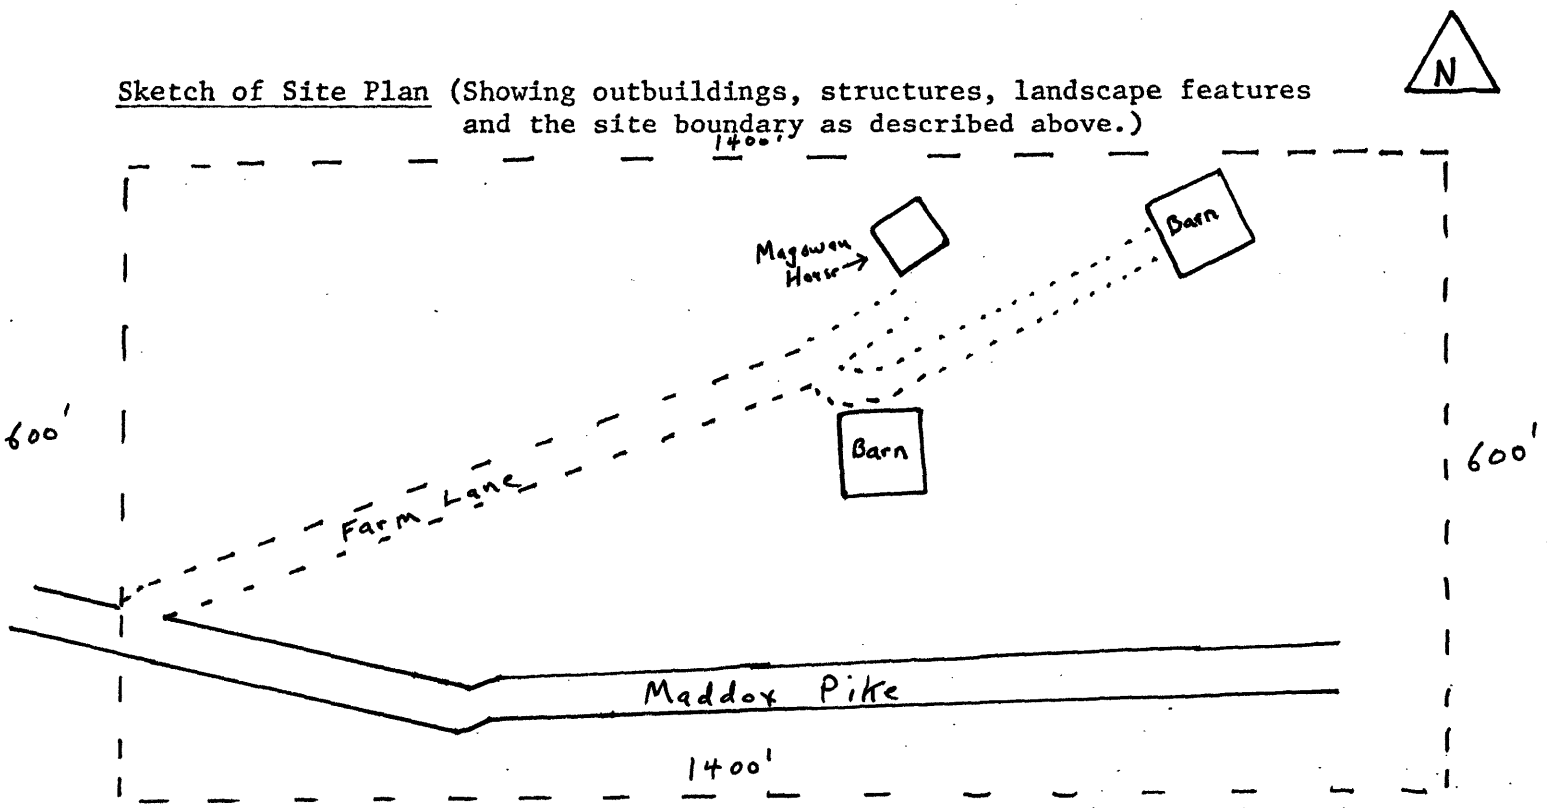 N
Sketch of Site Plan (Showing outbuildings, structures, landscape features
and the site boundary as described above.)
1400'
Barn
Magowan
House
600'
600'
Barn
Farm Lane
Maddox Pike
1400'